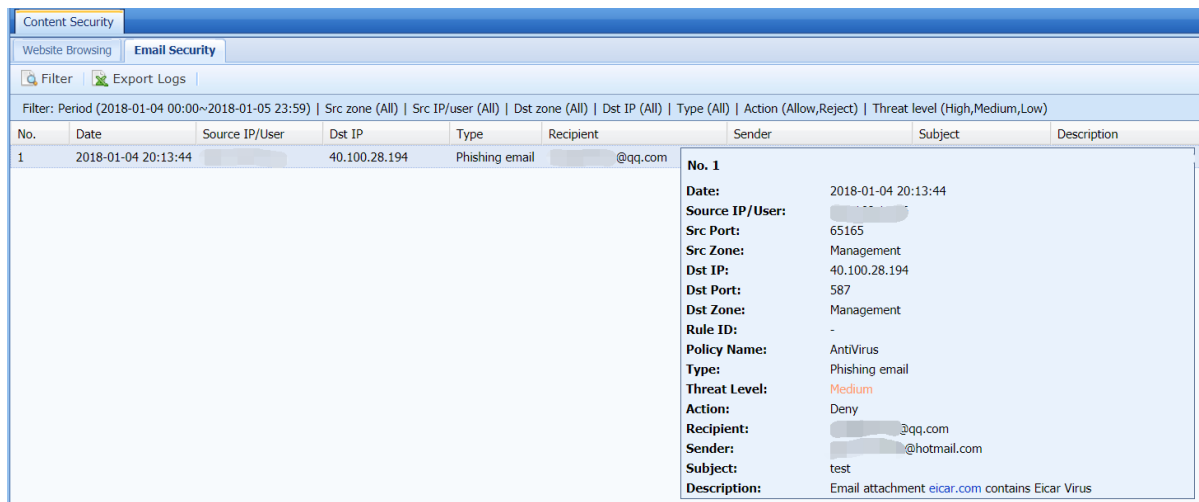 Content Security
Website Browsing Email Security
Filter Export Logs
Filter: Period (2018-01-04 00:00~2018-01-05 23:59) | Src zone (All) | Src IP/user (All) | Dst zone (All) | Dst IP (All) | Type (All) | Action (Allow,Reject) | Threat level (High,Medium,Low)
No. Date Source IP/User Dst IP Type Recipient Sender Subject Description
1 2018-01-04 20:13:44 40.100.28.194 Phishing email @qq.com
No. 1
Date: 2018-01-04 20:13:44
Source IP/User:
Src Port: 65165
Src Zone: Management
Dst IP: 40.100.28.194
Dst Port: 587
Dst Zone: Management
Rule ID: -
Policy Name: AntiVirus
Type: Phishing email
Threat Level: Medium
Action: Deny
Recipient: @qq.com
Sender: @hotmail.com
Subject: test
Description: Email attachment eicar.com contains Eicar Virus